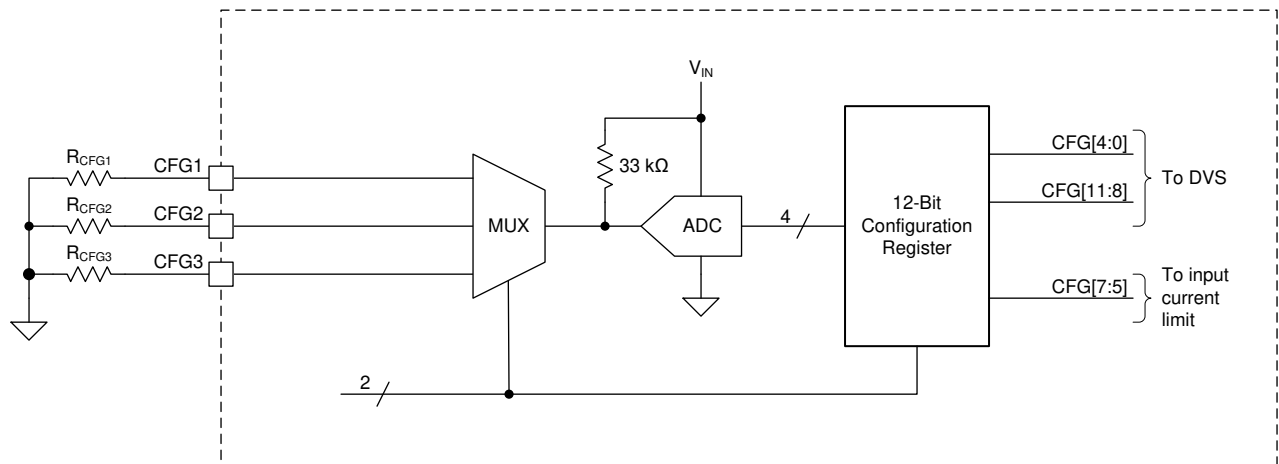 V_IN
R_CFG1
CFG1
33 kΩ
CFG[4:0]
To DVS
R_CFG2
CFG2
MUX
ADC
4
12-Bit
Configuration
Register
CFG[11:8]
R_CFG3
CFG3
CFG[7:5]
To input
current
limit
2